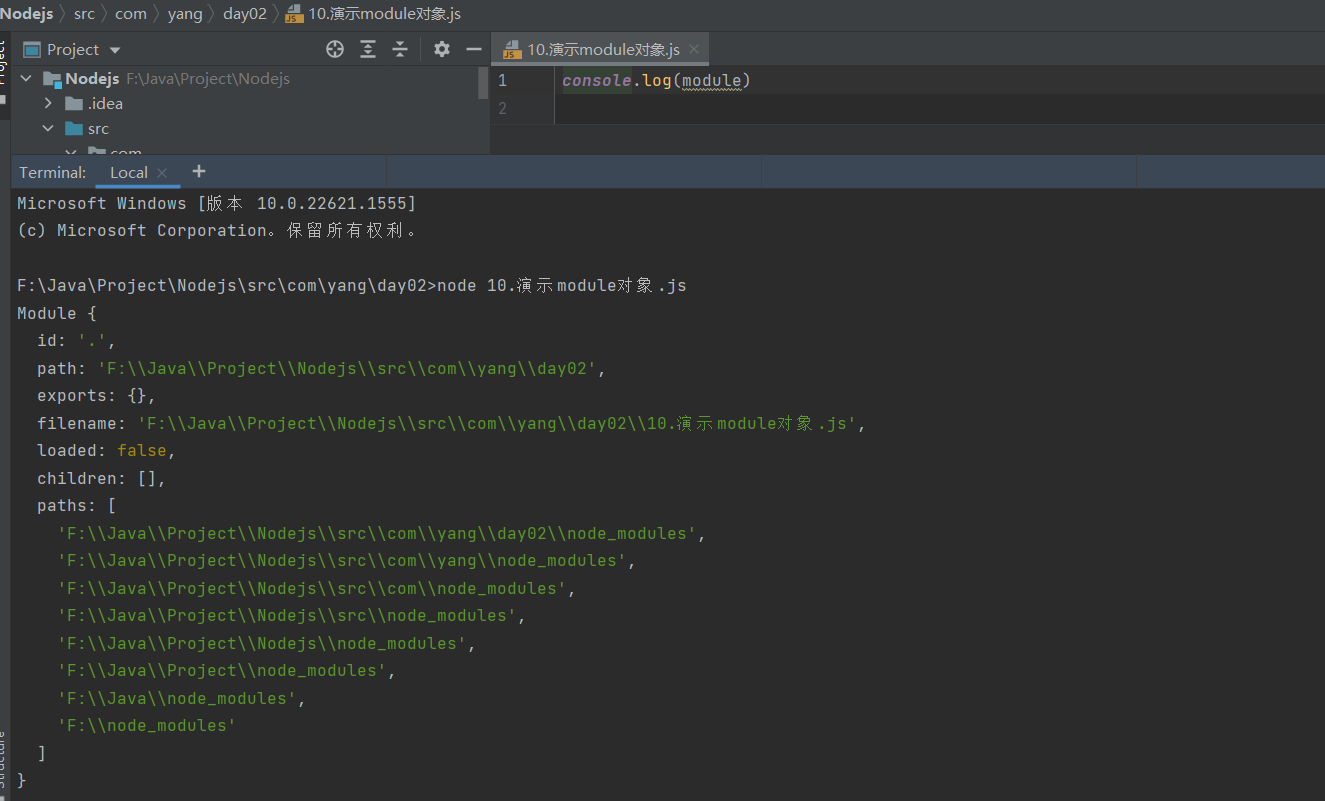 Nodejs src com yang day02 10.演示module对象.js
Project 10.演示module对象.js
Nodejs F:\Java\Project\Nodejs
.idea
src
com
1 console.log(module)
2
Terminal: Local
Microsoft Windows [版本 10.0.22621.1555]
(c) Microsoft Corporation。保留所有权利。
F:\Java\Project\Nodejs\src\com\yang\day02>node 10.演示module对象.js
Module {
  id: '.',
  path: 'F:\\Java\\Project\\Nodejs\\src\\com\\yang\\day02',
  exports: {},
  filename: 'F:\\Java\\Project\\Nodejs\\src\\com\\yang\\day02\\10.演示module对象.js',
  loaded: false,
  children: [],
  paths: [
    'F:\\Java\\Project\\Nodejs\\src\\com\\yang\\day02\\node_modules',
    'F:\\Java\\Project\\Nodejs\\src\\com\\yang\\node_modules',
    'F:\\Java\\Project\\Nodejs\\src\\com\\node_modules',
    'F:\\Java\\Project\\Nodejs\\src\\node_modules',
    'F:\\Java\\Project\\Nodejs\\node_modules',
    'F:\\Java\\Project\\node_modules',
    'F:\\Java\\node_modules',
    'F:\\node_modules'
  ]
}